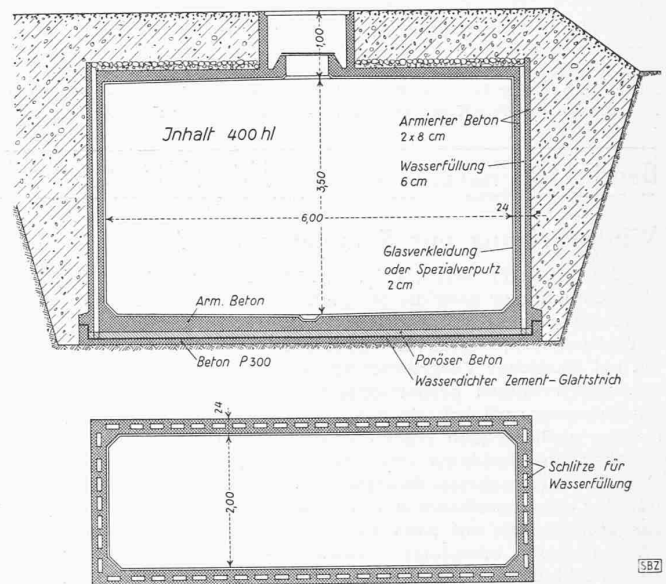 1,00
Inhalt 400 hl
Armierter Beton
2 x 8 cm
Wasserfüllung
6 cm
3,50
6,00
24
Glasverkleidung
oder Spezialverputz
2 cm
Arm. Beton
Beton P 300
Poröser Beton
Wasserdichter Zement-Glattstrich
24
2,00
Schlitze für
Wasserfüllung
SBZ